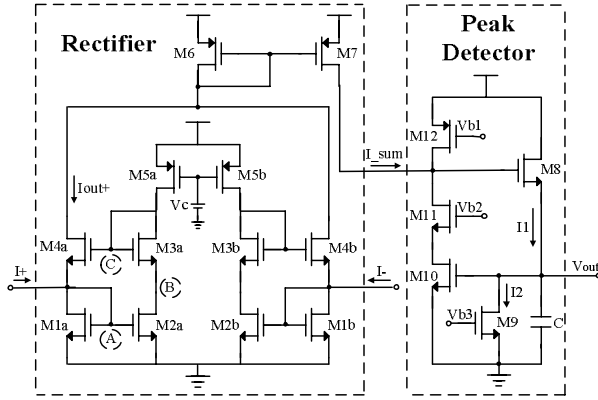 Rectifier
Peak
Detector
M6
M7
M12
Vb1
I_sum
M8
M5a
M5b
Vc
Iout+
M11
Vb2
I1
M4a
M3a
M3b
M4b
(C)
(B)
M10
I+
I-
Vout
I2
M1a
M2a
M2b
M1b
(A)
Vb3
M9
C